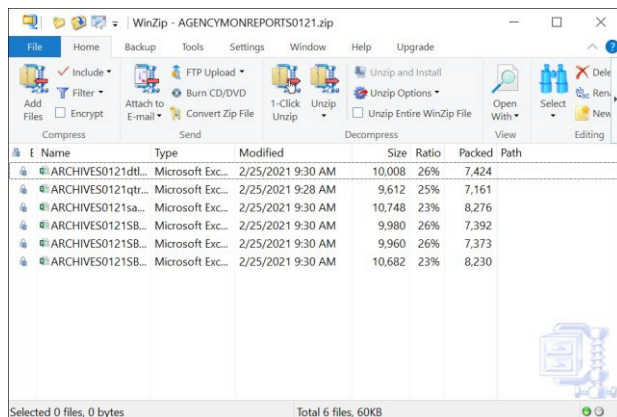 WinZip - AGENCYMONREPORTS0121.zip
File Home Backup Tools Settings Window Help Upgrade
Add Files Include Filter Encrypt Compress
Attach to E-mail FTP Upload Burn CD/DVD Convert Zip File Send
1-Click Unzip Unzip Unzip and Install Unzip Options Unzip Entire WinZip File Decompress
Open With View
Select Dele Rena New Editing
E Name Type Modified Size Ratio Packed Path
ARCHIVES0121dtl... Microsoft Exc... 2/25/2021 9:30 AM 10,008 26% 7,424
ARCHIVES0121qtr... Microsoft Exc... 2/25/2021 9:28 AM 9,612 25% 7,161
ARCHIVES0121sa... Microsoft Exc... 2/25/2021 9:30 AM 10,748 23% 8,276
ARCHIVES0121SB... Microsoft Exc... 2/25/2021 9:30 AM 9,980 26% 7,392
ARCHIVES0121SB... Microsoft Exc... 2/25/2021 9:30 AM 9,960 26% 7,373
ARCHIVES0121SB... Microsoft Exc... 2/25/2021 9:30 AM 10,682 23% 8,230
Selected 0 files, 0 bytes Total 6 files, 60KB